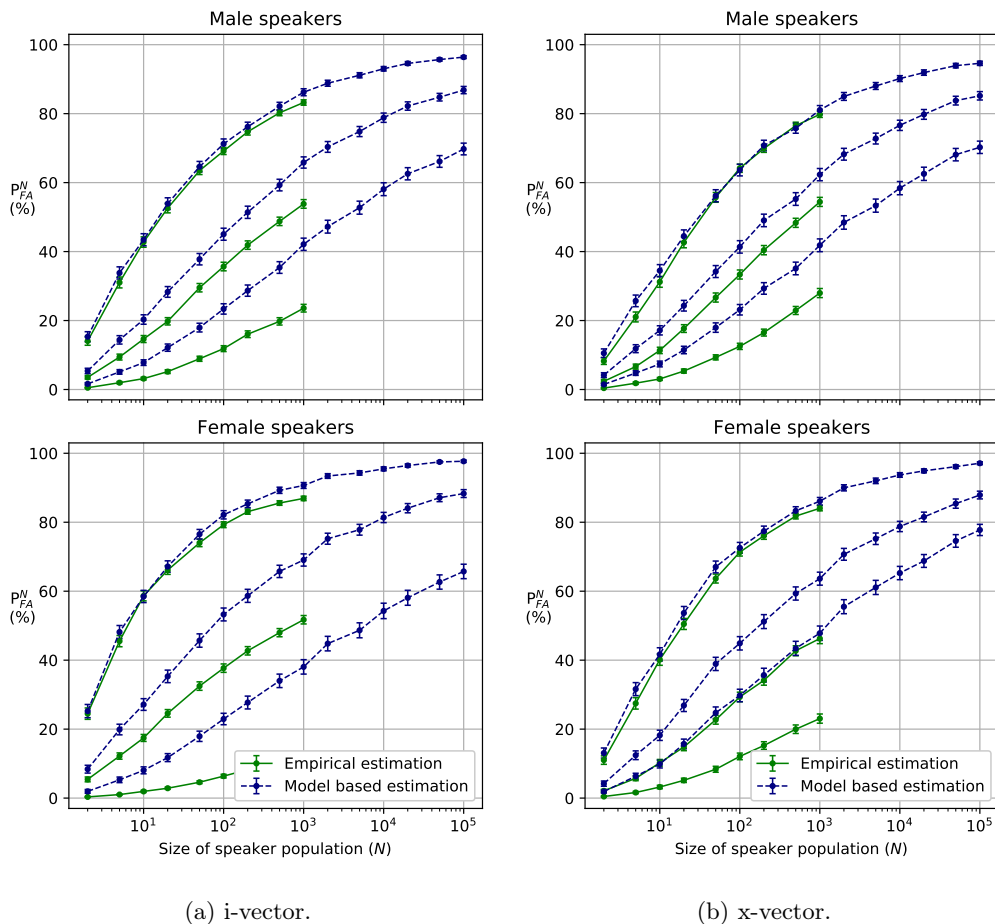 Male speakers
100
80
60
P_{FA}^{N}
(%)
40
20
0
Male speakers
100
80
60
P_{FA}^{N}
(%)
40
20
0
Female speakers
100
80
60
P_{FA}^{N}
(%)
40
20
0
Empirical estimation
Model based estimation
10^1 10^2 10^3 10^4 10^5
Size of speaker population (N)
Female speakers
100
80
60
P_{FA}^{N}
(%)
40
20
0
Empirical estimation
Model based estimation
10^1 10^2 10^3 10^4 10^5
Size of speaker population (N)
(a) i-vector.
(b) x-vector.